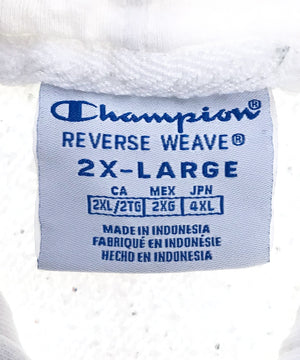 Champion®
REVERSE WEAVE®
2X-LARGE
CA MEX JPN
2XL/2TG 2XG 4XL
MADE IN INDONESIA
FABRIQUÉ EN INDONÉSIE
HECHO EN INDONESIA